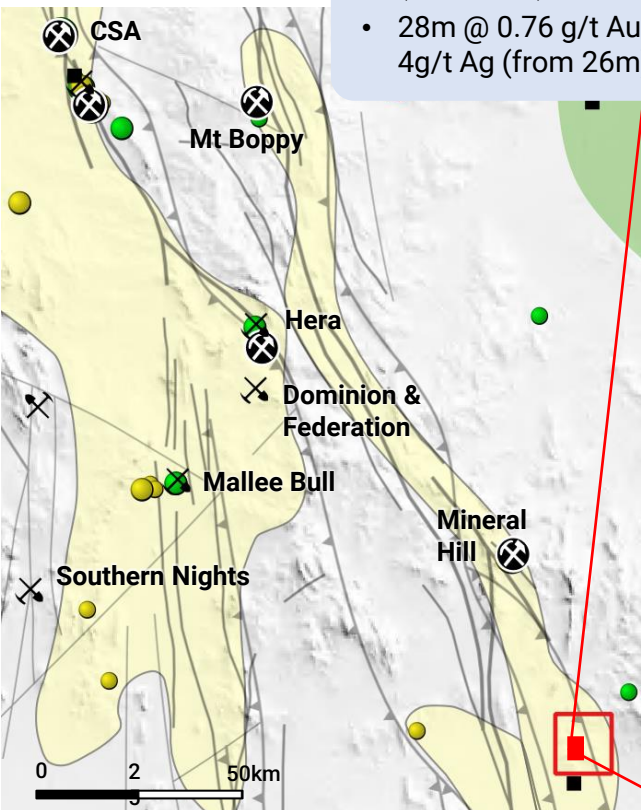 • 28m @ 0.76 g/t Au
4g/t Ag (from 26m
CSA
Mt Boppy
Hera
Dominion &
Federation
Mallee Bull
Mineral
Hill
Southern Nights
0 2 50km